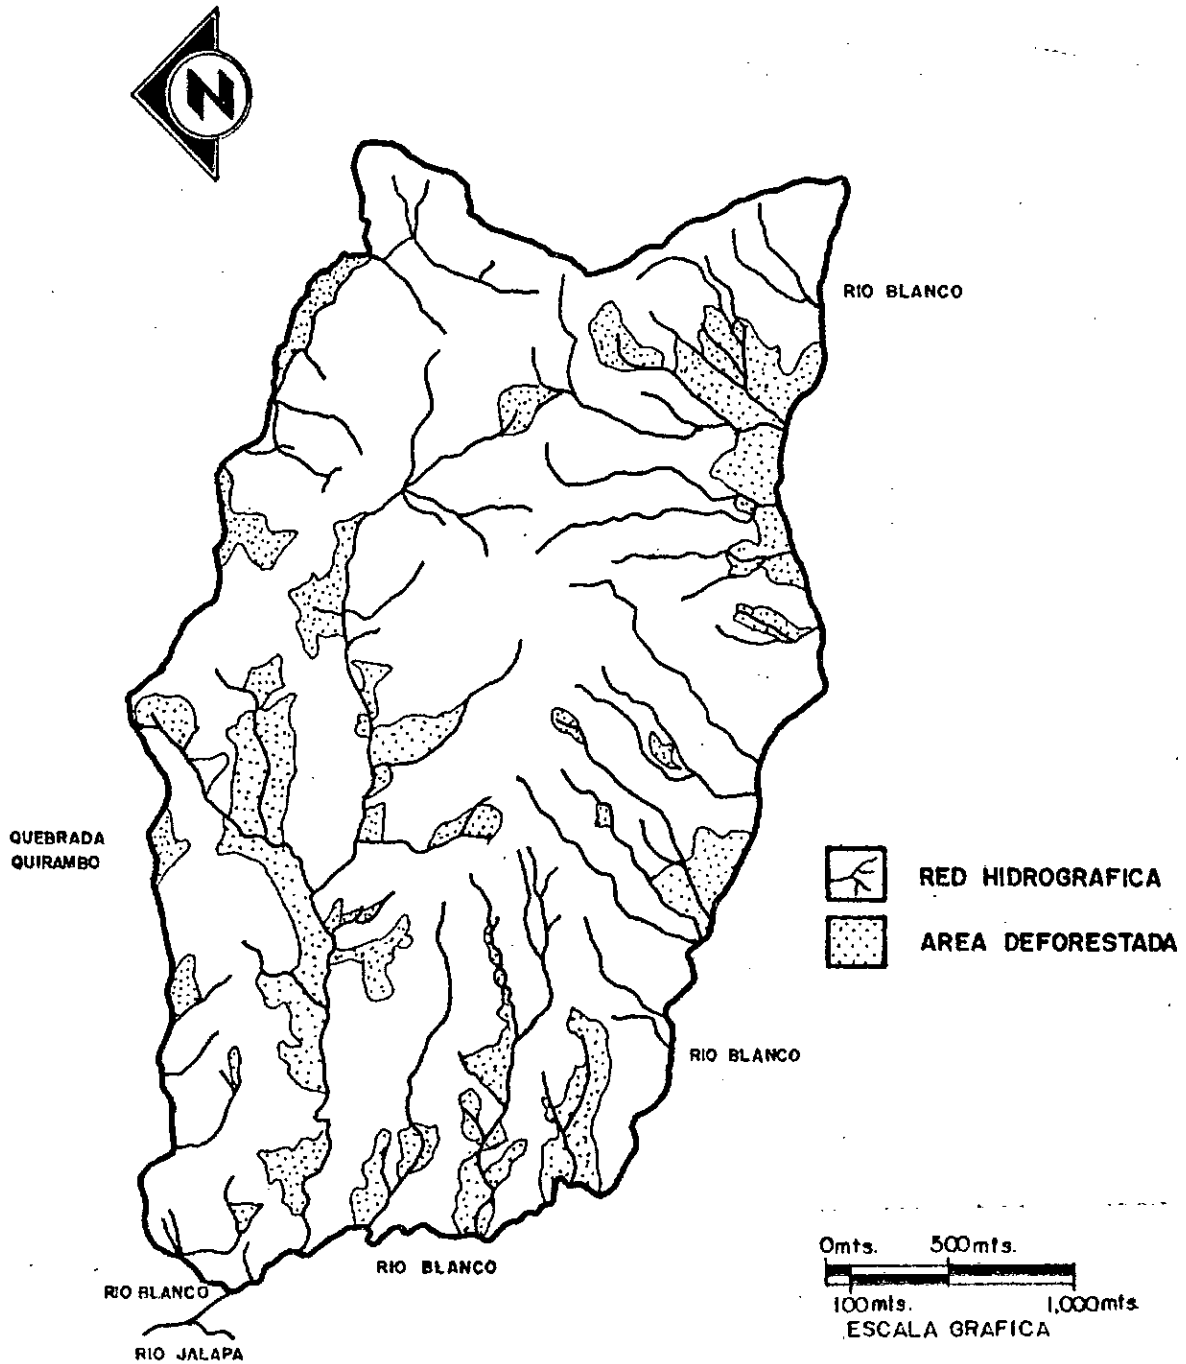 N
RIO BLANCO
QUEBRADA
QUIRAMBO
RED HIDROGRAFICA
AREA DEFORESTADA
RIO BLANCO
RIO BLANCO
RIO BLANCO
RIO JALAPA
0mts. 500mts.
100mts. 1,000mts
ESCALA GRAFICA